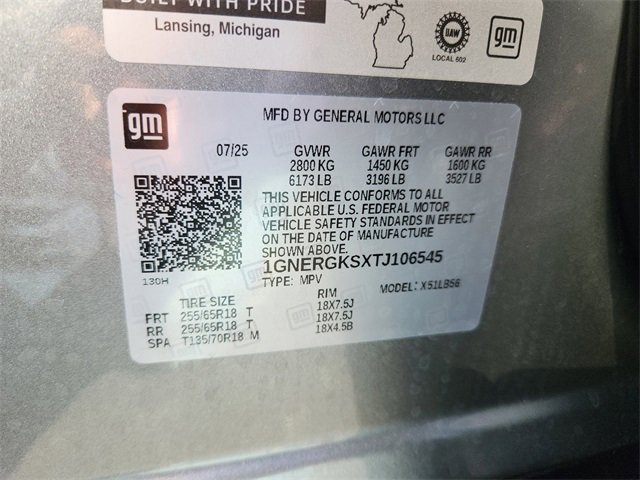 BUILT WITH PRIDE
Lansing, Michigan
UAW
LOCAL 602
gm
gm
MFD BY GENERAL MOTORS LLC
07/25 GVWR GAWR FRT GAWR RR
2800 KG 1450 KG 1600 KG
6173 LB 3196 LB 3527 LB
THIS VEHICLE CONFORMS TO ALL
APPLICABLE U.S. FEDERAL MOTOR
VEHICLE SAFETY STANDARDS IN EFFECT
ON THE DATE OF MANUFACTURE
SHOWN ABOVE.
1GNERGKSXTJ106545
130H TYPE: MPV MODEL: X51LB56
TIRE SIZE RIM
FRT 255/65R18 T 18X7.5J
RR 255/65R18 T 18X7.5J
SPA T135/70R18 M 18X4.5B